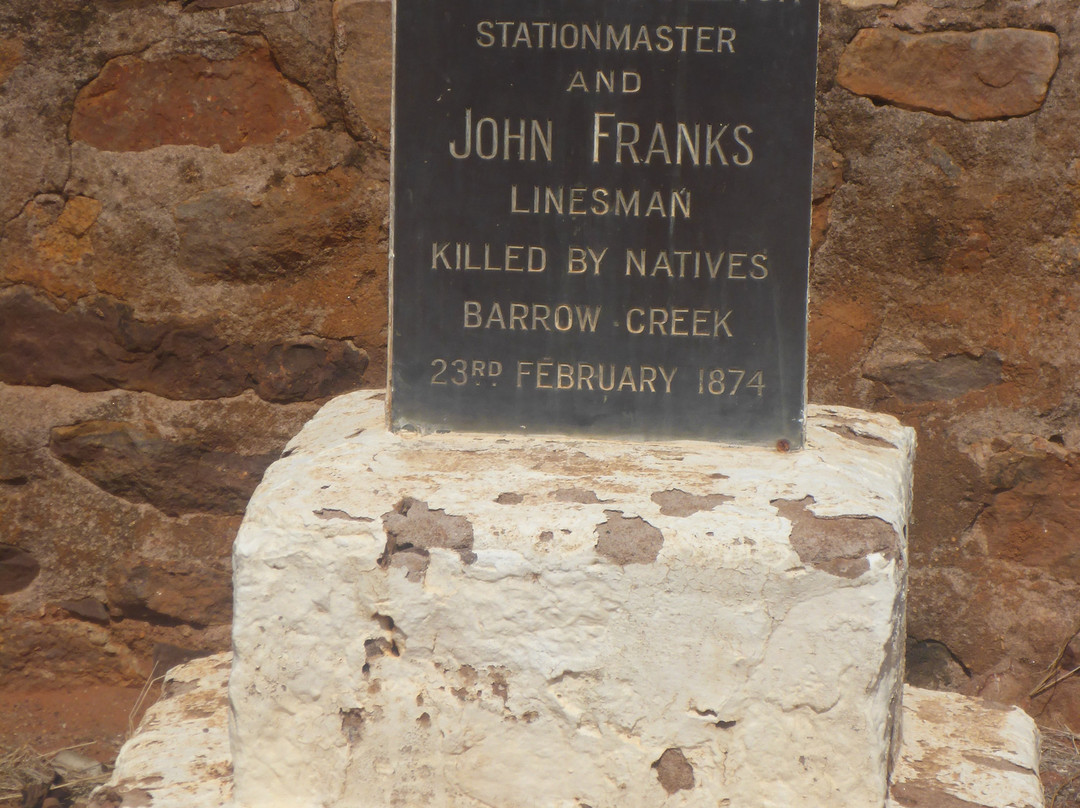 STATIONMASTER
AND
JOHN FRANKS
LINESMAN
KILLED BY NATIVES
BARROW CREEK
23RD FEBRUARY 1874